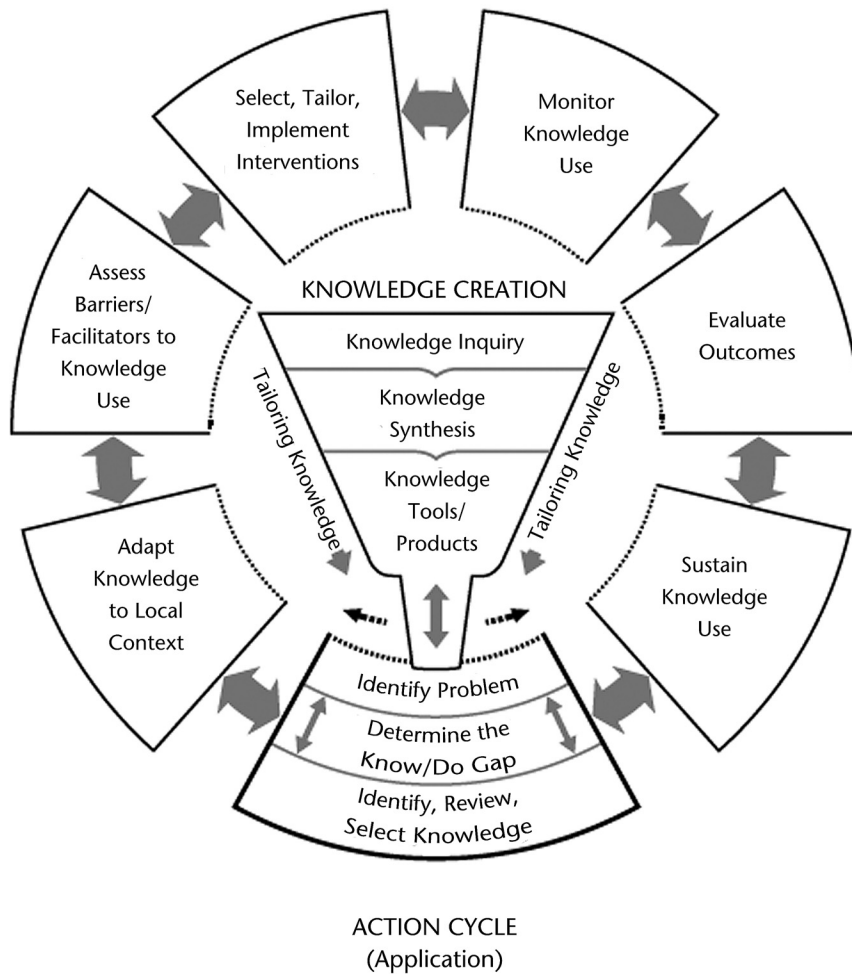 Select, Tailor,
Implement
Interventions
Monitor
Knowledge
Use
Assess
Barriers/
Facilitators to
Knowledge
Use
KNOWLEDGE CREATION
Evaluate
Outcomes
Knowledge Inquiry
Knowledge
Synthesis
Knowledge
Tools/
Products
Tailoring Knowledge
Tailoring Knowledge
Adapt
Knowledge
to Local
Context
Sustain
Knowledge
Use
Identify Problem
Determine the
Know/Do Gap
Identify, Review,
Select Knowledge
ACTION CYCLE
(Application)